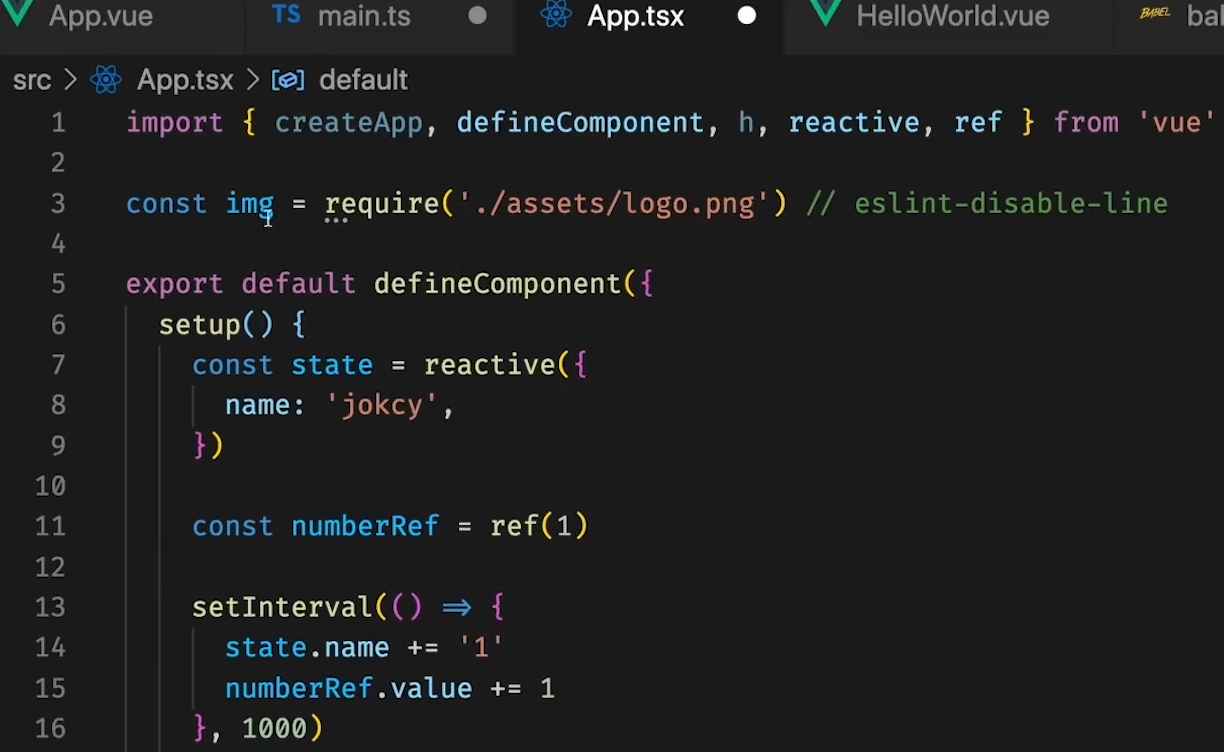 App.vue TS main.ts App.tsx HelloWorld.vue BABEL
src > App.tsx > default
1 import { createApp, defineComponent, h, reactive, ref } from 'vue'
2
3 const img = require('./assets/logo.png') // eslint-disable-line
4
5 export default defineComponent({
6 setup() {
7 const state = reactive({
8 name: 'jokcy',
9 })
10
11 const numberRef = ref(1)
12
13 setInterval(() => {
14 state.name += '1'
15 numberRef.value += 1
16 }, 1000)